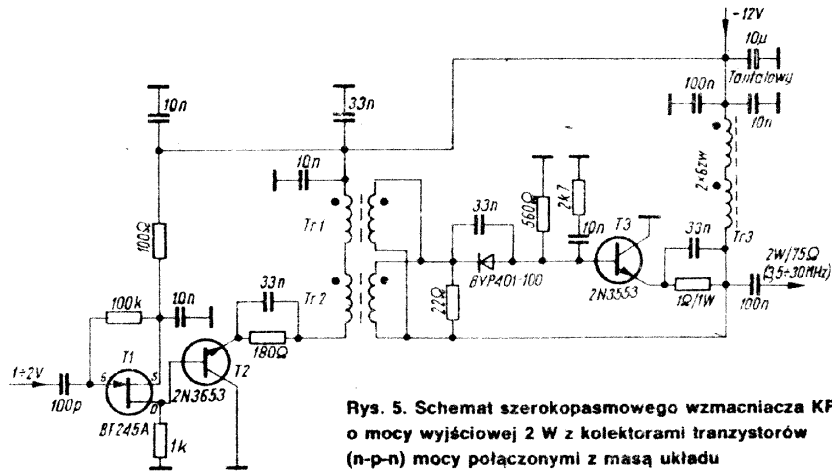 -12V
10µ
Tantalowy
100n
10n
2×6zw
Tr3
10n
33n
10n
Tr1
Tr2
100Ω
100k
10n
33n
180Ω
T1
G
S
D
BF245A
1÷2V
100p
1k
T2
2N3653
33n
BYP401-100
22Ω
560Ω
2k7
10n
T3
2N3553
33n
1Ω/1W
2W/75Ω
(3,5÷30MHz)
100n
Rys. 5. Schemat szerokopasmowego wzmacniacza KF
o mocy wyjściowej 2 W z kolektorami tranzystorów
(n-p-n) mocy połączonymi z masą układu